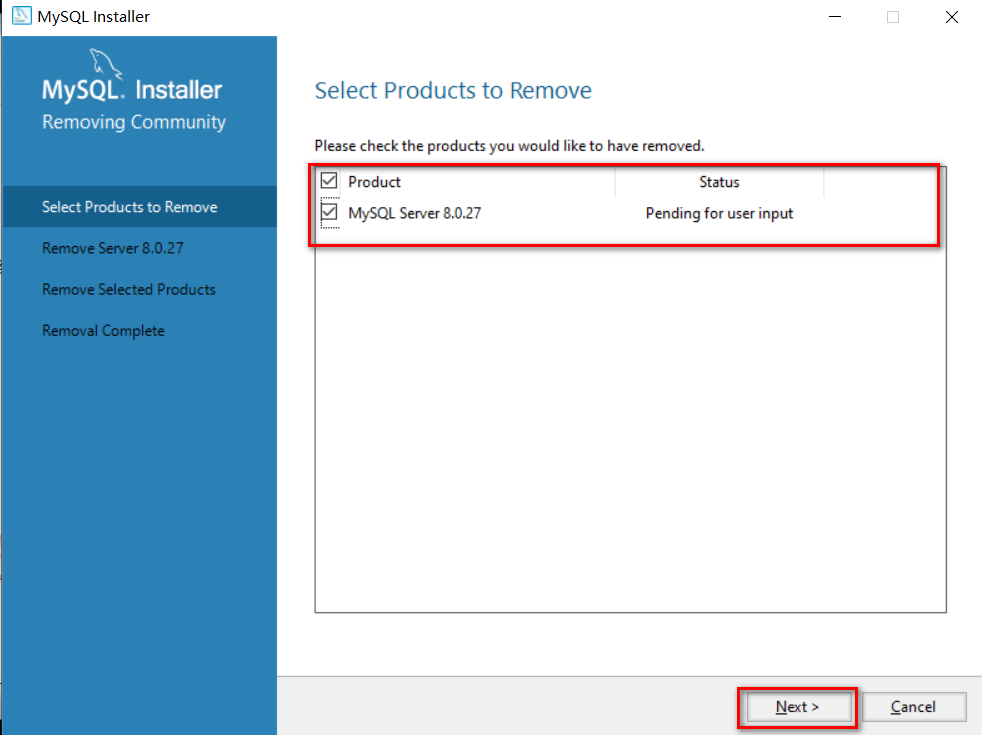 MySQL Installer
MySQL. Installer
Removing Community
Select Products to Remove
Remove Server 8.0.27
Remove Selected Products
Removal Complete
Select Products to Remove
Please check the products you would like to have removed.
Product Status
MySQL Server 8.0.27 Pending for user input
Next > Cancel